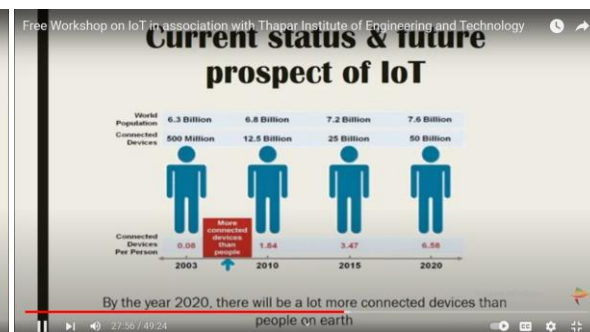 Free Workshop on IoT in association with Thapar Institute of Engineering and Technology
Current status & future
prospect of IoT
World Population 6.3 Billion 6.8 Billion 7.2 Billion 7.6 Billion
Connected Devices 500 Million 12.5 Billion 25 Billion 50 Billion
More
connected
devices
than
people
Connected Devices Per Person 0.08 1.84 3.47 6.58
2003 2010 2015 2020
By the year 2020, there will be a lot more connected devices than
people on earth
27:56 / 49:24
CC